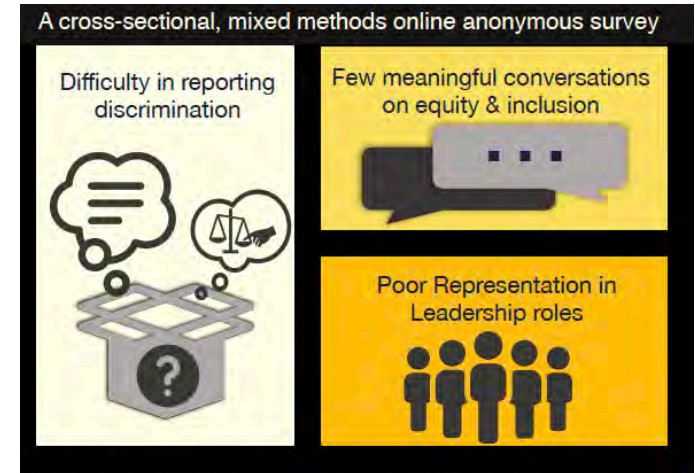 A cross-sectional, mixed methods online anonymous survey
Difficulty in reporting
discrimination
?
Few meaningful conversations
on equity & inclusion
Poor Representation in
Leadership roles